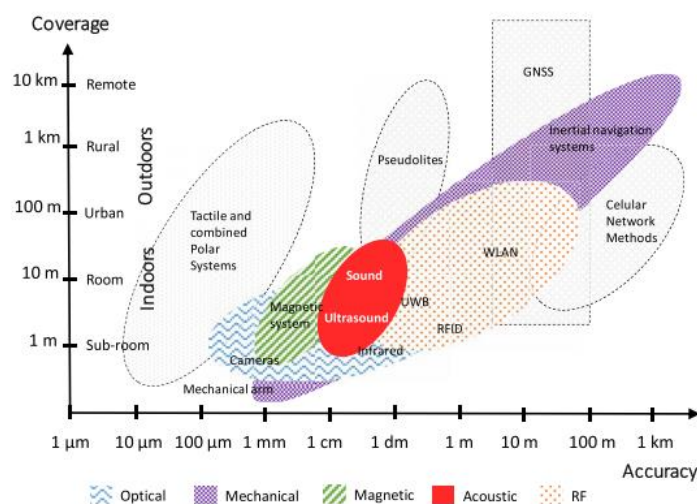 Coverage
10 km
Remote
GNSS
1 km
Rural
Outdoors
Inertial navigation
systems
Pseudolites
100 m
Urban
Tactile and
combined
Polar
Systems
Celular
Network
Methods
WLAN
10 m
Room
Indoors
Sound
Magnetic
system
Ultrasound
UWB
RFID
1 m
Sub-room
Cameras
Infrared
Mechanical arm
1 µm
10 µm
100 µm
1 mm
1 cm
1 dm
1 m
10 m
100 m
1 km
Accuracy
Optical
Mechanical
Magnetic
Acoustic
RF